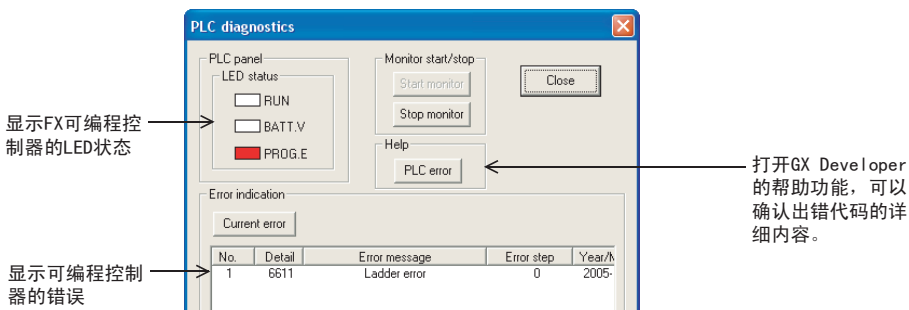 PLC diagnostics
PLC panel
LED status
RUN
BATT.V
PROG.E
Monitor start/stop
Start monitor
Stop monitor
Close
Help
PLC error
Error indication
Current error
No. Detail Error message Error step Year/M
1 6611 Ladder error 0 2005-
显示FX可编程控
制器的LED状态
显示可编程控制
器的错误
打开GX Developer
的帮助功能，可以
确认出错代码的详
细内容。